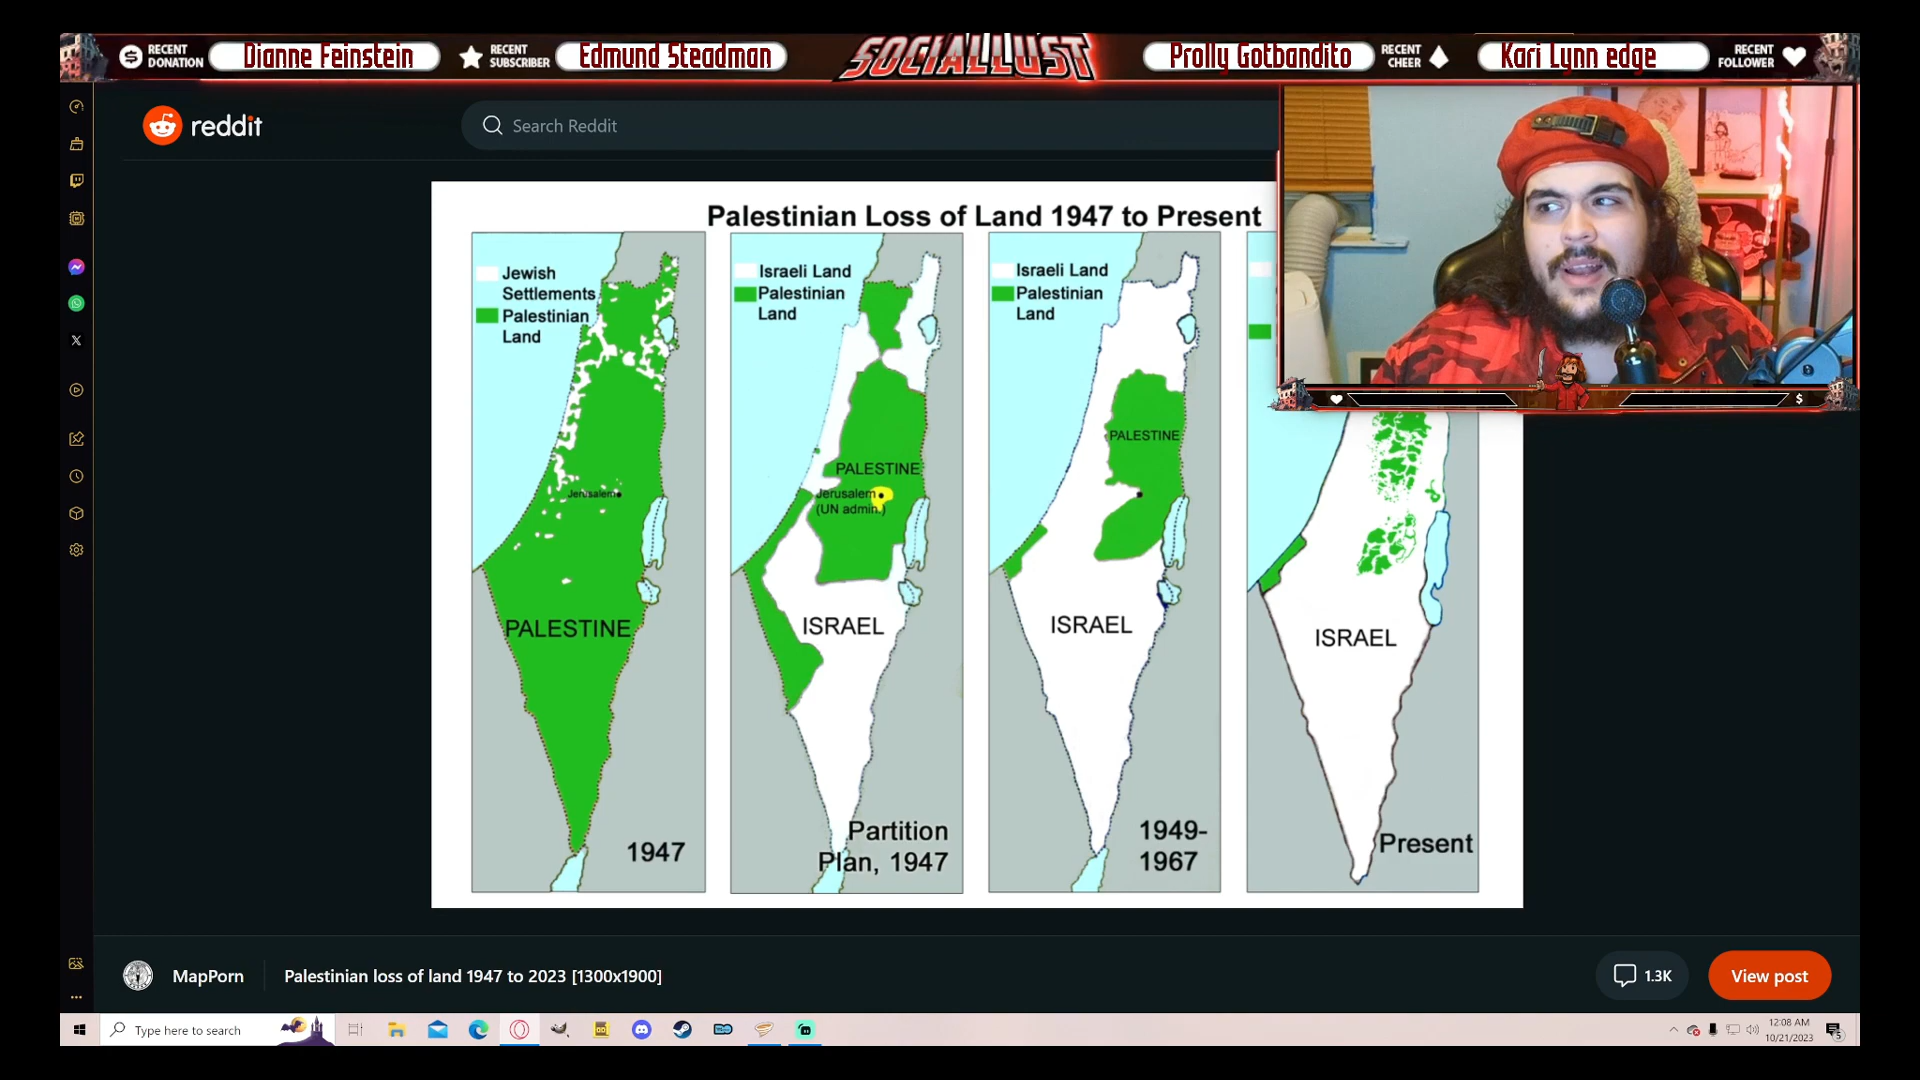 RECENT
DONATION
Dianne Feinstein
RECENT
SUBSCRIBER
Edmund Steadman
SOCIALLUST
Prolly Gotbandito
RECENT
CHEER
Kari Lynn edge
RECENT
FOLLOWER
reddit
Search Reddit
Palestinian Loss of Land 1947 to Present
Jewish
Settlements
Palestinian
Land
Jerusalem
PALESTINE
1947
Israeli Land
Palestinian
Land
PALESTINE
Jerusalem
(UN admin.)
ISRAEL
Partition
Plan, 1947
Israeli Land
Palestinian
Land
PALESTINE
ISRAEL
1949-
1967
ISRAEL
Present
$
MapPorn
Palestinian loss of land 1947 to 2023 [1300x1900]
1.3K
View post
Type here to search
12:08 AM
10/21/2023
5